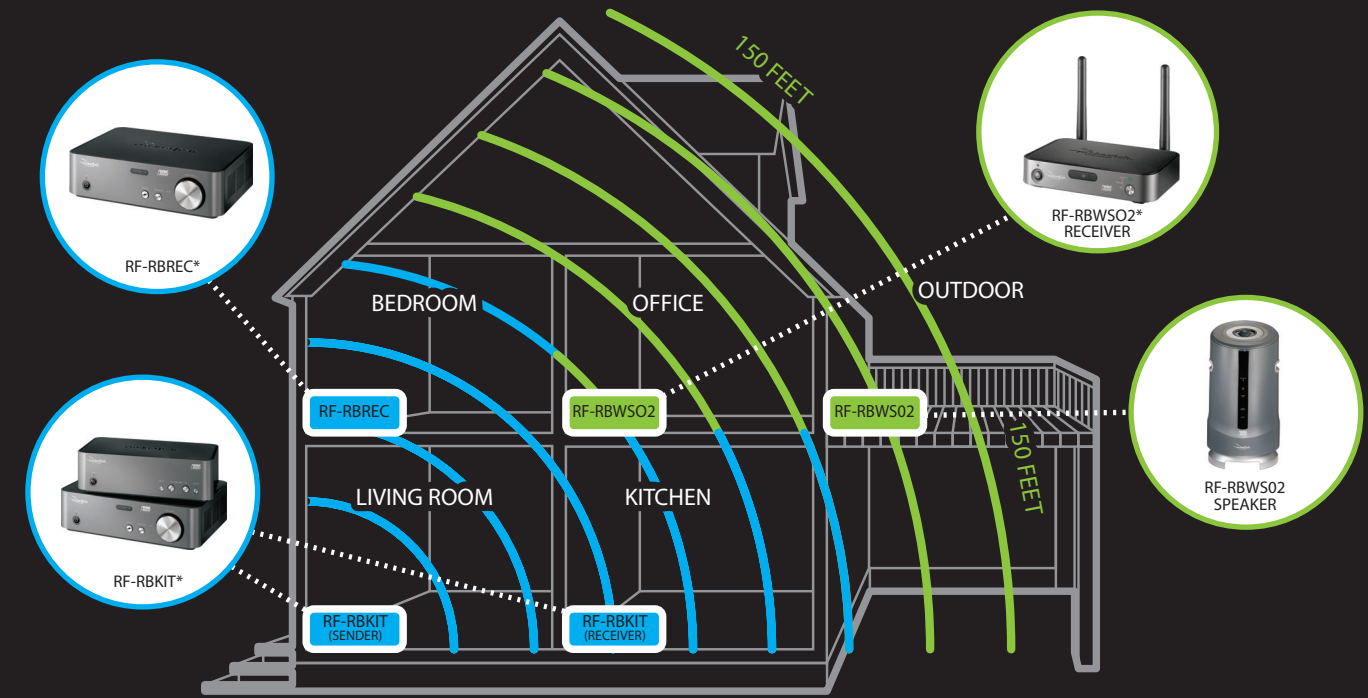 150 FEET
RF-RBWSO2*
RECEIVER
RF-RBREC*
BEDROOM
OFFICE
OUTDOOR
RF-RBREC
RF-RBWSO2
RF-RBWS02
150 FEET
LIVING ROOM
KITCHEN
RF-RBWS02
SPEAKER
RF-RBKIT*
RF-RBKIT
(SENDER)
RF-RBKIT
(RECEIVER)